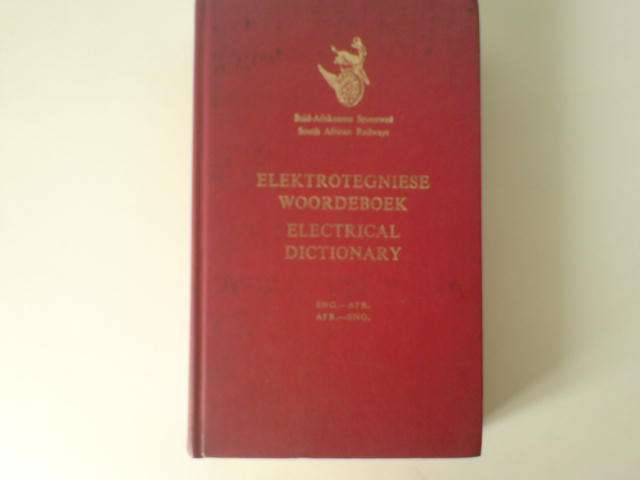 Suid-Afrikaanse Spoorweë
South African Railways
ELEKTROTEGNIESE
WOORDEBOEK
ELECTRICAL
DICTIONARY
ENG.—AFR.
AFR.—ENG.